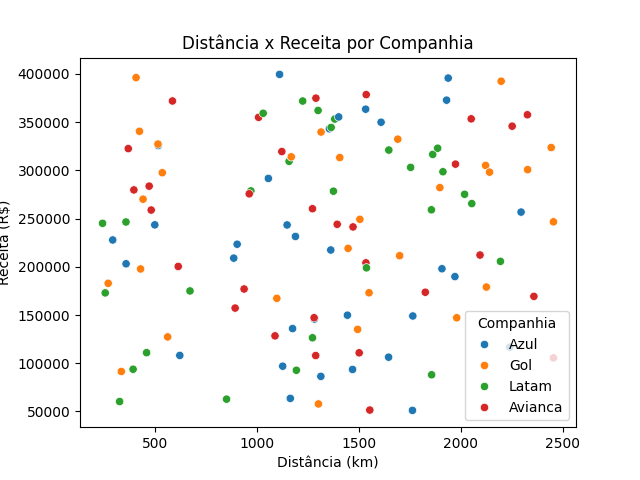 Distância x Receita por Companhia
400000
350000
300000
250000
200000
150000
100000
50000
Receita (R$)
500
1000
1500
2000
2500
Distância (km)
Companhia
Azul
Gol
Latam
Avianca